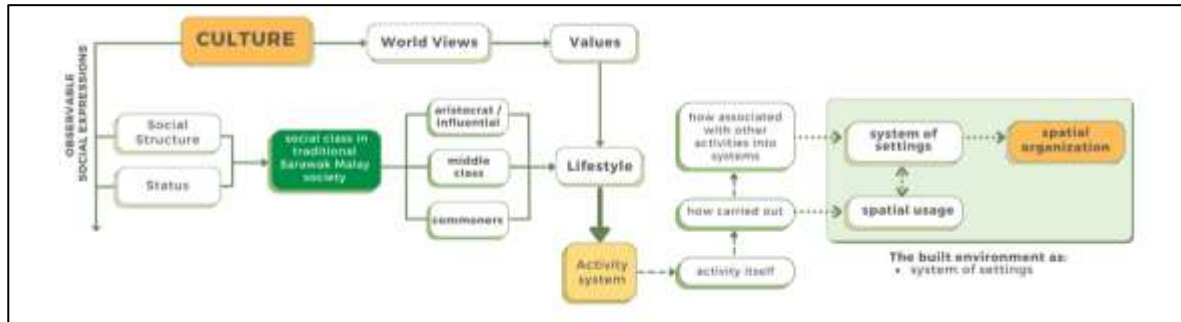 OBSERVABLE
SOCIAL EXPRESSIONS
CULTURE
World Views
Values
Social
Structure
Status
social class in
traditional
Sarawak Malay
society
aristocrat /
influential
middle
class
commoners
Lifestyle
Activity
system
how associated
with other
activities into
systems
how carried out
activity itself
system of
settings
spatial usage
spatial
organization
The built environment as:
• system of settings